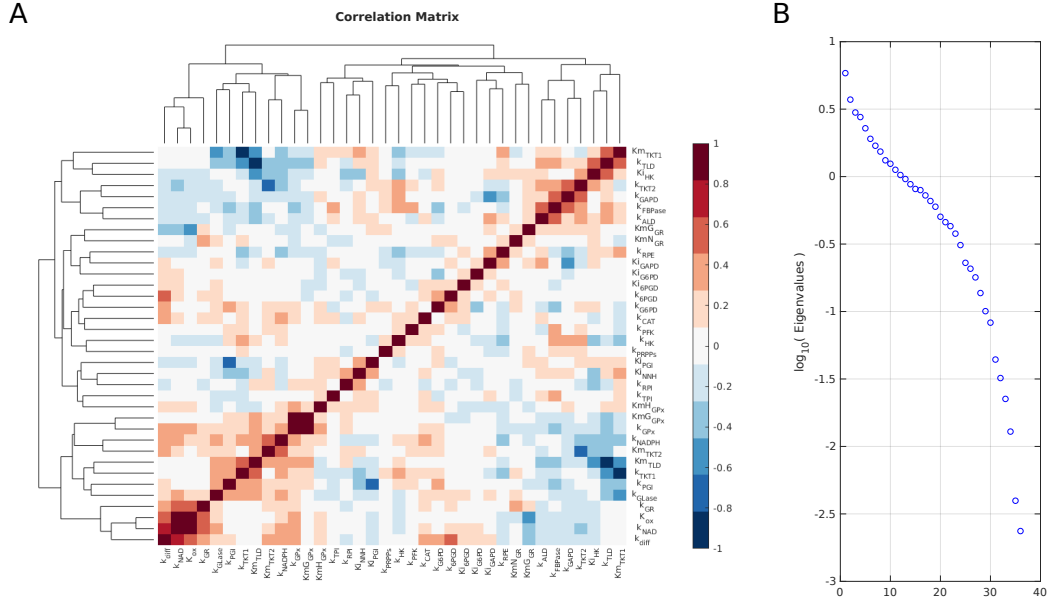 A
B
Correlation Matrix
Km_TKT1
k_TLD
Ki_HK
k_TKT2
k_GAPD
k_FBPase
k_ALD
KmG_GR
KmN_GR
k_RPE
Ki_GAPD
Ki_G6PD
Ki_6PGD
k_6PGD
k_G6PD
k_CAT
k_PFK
k_HK
k_PRPPs
Ki_PGI
Ki_NNH
k_RPI
k_TPI
KmH_GPx
KmG_GPx
k_GPx
k_NADPH
Km_TKT2
Km_TLD
k_TKT1
k_PGI
k_GLase
k_GR
K_ox
k_NAD
k_diff
k_diff
k_NAD
K_ox
k_GR
k_GLase
k_PGI
k_TKT1
Km_TLD
Km_TKT2
k_NADPH
k_GPx
KmG_GPx
KmH_GPx
k_TPI
k_RPI
Ki_NNH
Ki_PGI
k_PRPPs
k_HK
k_PFK
k_CAT
k_G6PD
k_6PGD
Ki_6PGD
Ki_G6PD
Ki_GAPD
k_RPE
KmN_GR
KmG_GR
k_ALD
k_FBPase
k_GAPD
k_TKT2
Ki_HK
k_TLD
Km_TKT1
1
0.8
0.6
0.4
0.2
0
-0.2
-0.4
-0.6
-0.8
-1
log10( Eigenvalues )
1
0.5
0
-0.5
-1
-1.5
-2
-2.5
-3
0 10 20 30 40